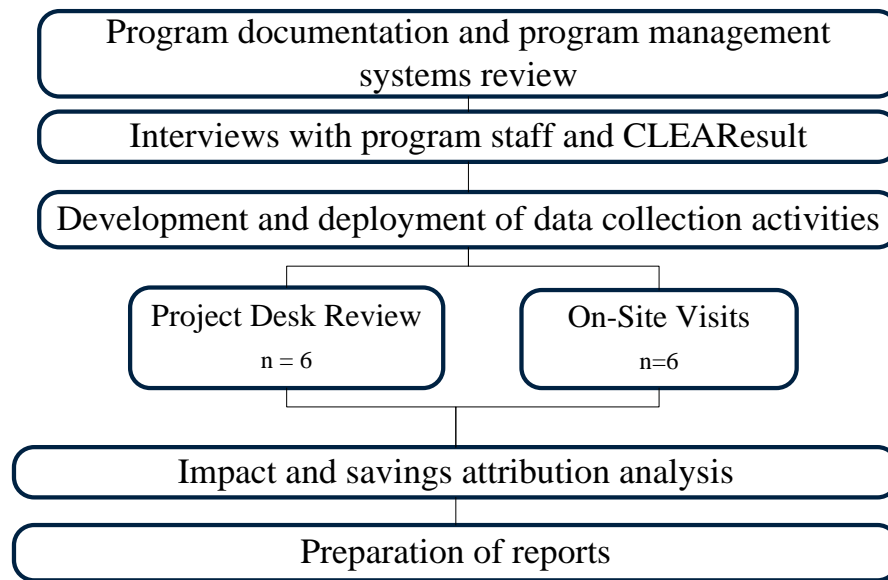 Program documentation and program management
systems review
Interviews with program staff and CLEAResult
Development and deployment of data collection activities
Project Desk Review
n = 6
On-Site Visits
n=6
Impact and savings attribution analysis
Preparation of reports